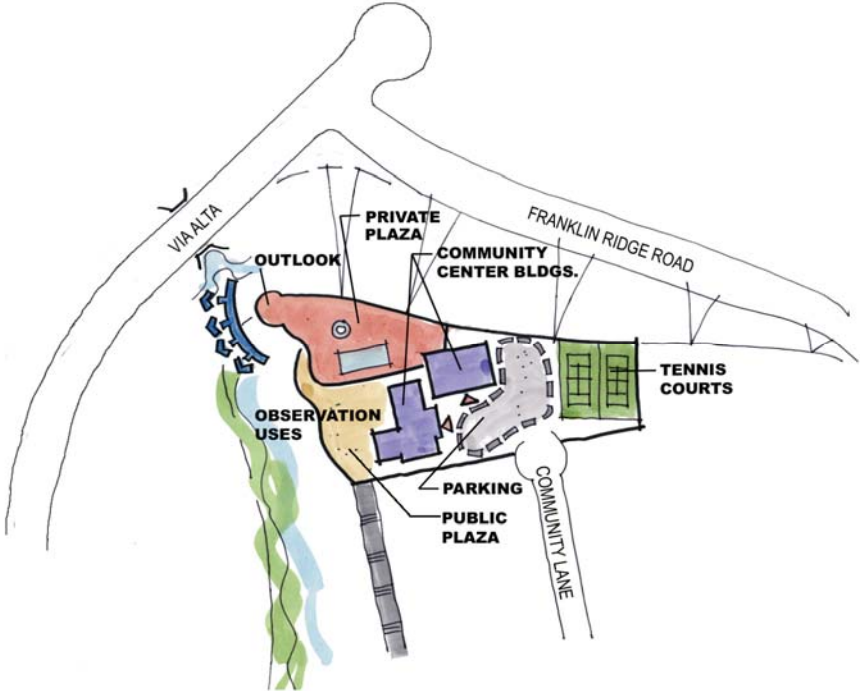 VIA ALTA
FRANKLIN RIDGE ROAD
PRIVATE
PLAZA
OUTLOOK
COMMUNITY
CENTER BLDGS.
TENNIS
COURTS
OBSERVATION
USES
PARKING
PUBLIC
PLAZA
COMMUNITY LANE